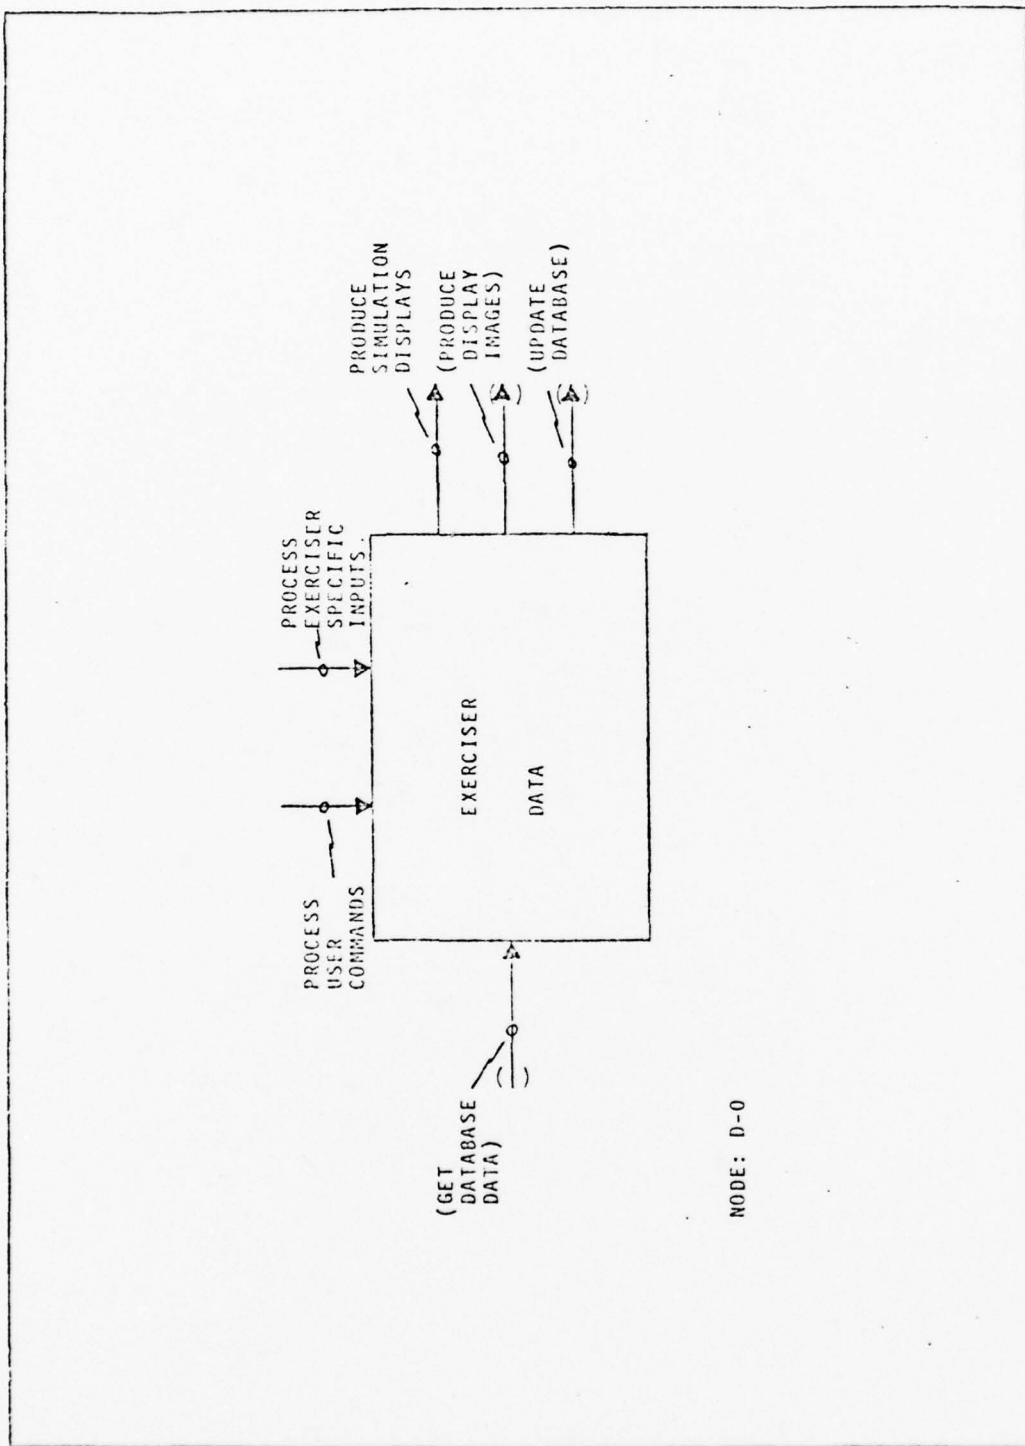 PROCESS
USER
COMMANDS
PROCESS
EXERCISER
SPECIFIC
INPUTS.
PRODUCE
SIMULATION
DISPLAYS
(PRODUCE
DISPLAY
IMAGES)
(UPDATE
DATABASE)
(GET
DATABASE
DATA)
EXERCISER
DATA
NODE: D-0